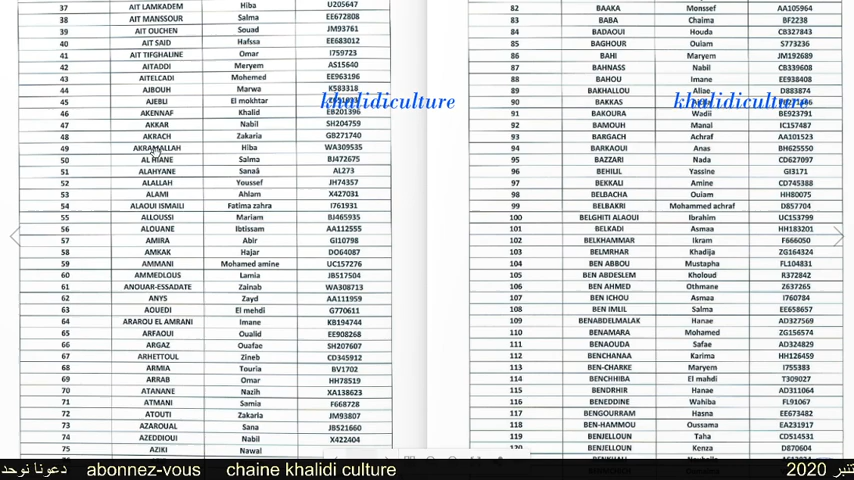 37 AIT LAMKADEM Hiba U205647
38 AIT MANSSOUR Salma EE672808
39 AIT OUCHEN Souad JM93761
40 AIT SAID Hafssa EE683012
41 AIT TIFGHALINE Omar I759723
42 AITADDI Meryem AS15640
43 AITELCADI Mohemed EE963196
44 AJBOUH Marwa K583318
45 AJEBLI El mokhtar
46 AKENNAF Khalid EB201396
47 AKKAR Nabil SH204759
48 AKRACH Zakaria GB271740
49 AKRAMALLAH Hiba WA309535
50 AL HIANE Salma BJ472675
51 ALAHYANE Sanaâ AL273
52 ALALLAH Youssef JH74357
53 ALAMI Ahlam X427031
54 ALAOUI ISMAILI Fatima zahra I761931
55 ALLOUSSI Mariam BJ465935
56 ALOUANE Ibtissam AA112555
57 AMIRA Abir GI10798
58 AMKAK Hajar DO64087
59 AMMANI Mohamed amine UC157276
60 AMMEDLOUS Lamia JB517504
61 ANOUAR-ESSADATE Zainab WA308713
62 ANYS Zayd AA111959
63 AOUEDI El mehdi G770611
64 ARAROU EL AMRANI Imane KB194744
65 ARFAOUI Oualid EE908268
66 ARGAZ Ouafae SH207607
67 ARHETTOUL Zineb CD345912
68 ARMIA Touria BV1702
69 ARRAB Omar HH78519
70 ATANANE Nazih XA138623
71 ATMANI Samia F668728
72 ATOUTI Zakaria JM93807
73 AZAROUAL Sana JB521660
74 AZEDDIOUI Nabil X422404
75 AZIKI Nawal
82 BAAKA Monssef AA105964
83 BABA Chaima BF2238
84 BADAOUI Houda CB327843
85 BAGHOUR Ouiam S773236
86 BAHI Maryem JM192689
87 BAHNASS Nabil CB339608
88 BAHOU Imane EE938408
89 BAKHALLOU Aliae D883874
90 BAKKAS
91 BAKOURA Wadii BE923791
92 BAMOUH Manal IC157487
93 BARGACH Achraf AA101523
94 BARKAOUI Anas BH625550
95 BAZZARI Nada CD627097
96 BEHILIL Yassine GI3171
97 BEKKALI Amine CD745388
98 BELBACHA Ouiam HH80075
99 BELBAKRI Mohammed achraf D857704
100 BELGHITI ALAOUI Ibrahim UC153799
101 BELKADI Asmaa HH183201
102 BELKHAMMAR Ikram F666050
103 BELMRHAR Khadija ZG164324
104 BEN ABBOU Mustapha FL104831
105 BEN ABDESLEM Kholoud R372842
106 BEN AHMED Othmane Z637265
107 BEN ICHOU Asmaa I760784
108 BEN IMLIL Salma EE658657
109 BENABDELMALAK Hanae AD327569
110 BENAMARA Mohamed ZG156574
111 BENAOUDA Safae AD324829
112 BENCHANAA Karima HH126459
113 BEN-CHARKE Maryem I755383
114 BENCHHIBA El mahdi T309027
115 BENDRHIR Hanae AD311064
116 BENEDDINE Wahiba FL91067
117 BENGOURRAM Hasna EE673482
118 BEN-HAMMOU Oussama EA231917
119 BENJELLOUN Taha CD514531
120 BENJELLOUN Kenza D870604
khalidiculture
khalidiculture
دعونا نوحد abonnez-vous chaine khalidi culture
2020